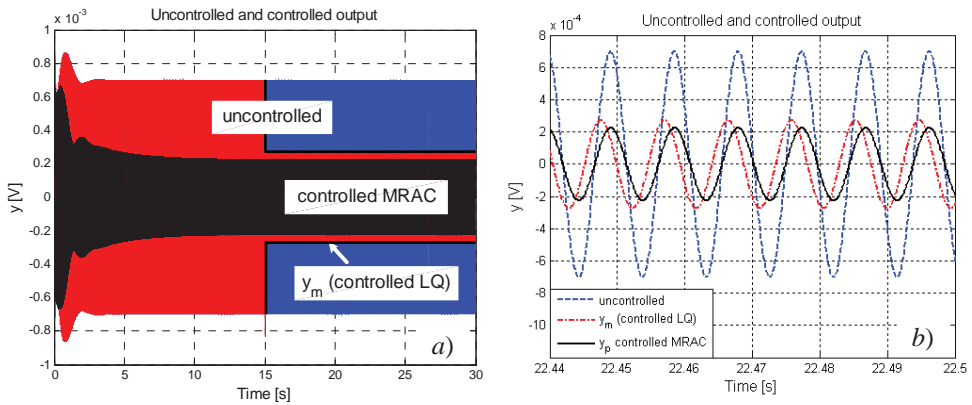 Uncontrolled and controlled output
x 10^-3
1
0.8
0.6
0.4
0.2
0
-0.2
-0.4
-0.6
-0.8
-1
y [V]
uncontrolled
controlled MRAC
y_m (controlled LQ)
a)
0 5 10 15 20 25 30
Time [s]
Uncontrolled and controlled output
x 10^-4
8
6
4
2
0
-2
-4
-6
-8
-10
y [V]
uncontrolled
y_m (controlled LQ)
y_p controlled MRAC
b)
22.44 22.45 22.46 22.47 22.48 22.49 22.5
Time [s]